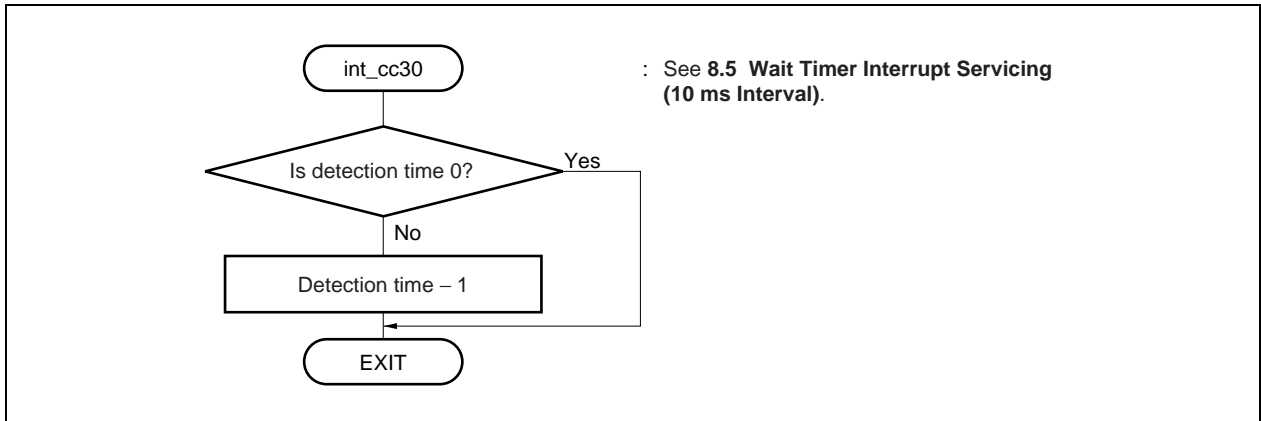 int_cc30
: See 8.5 Wait Timer Interrupt Servicing
(10 ms Interval).
Is detection time 0?
Yes
No
Detection time – 1
EXIT